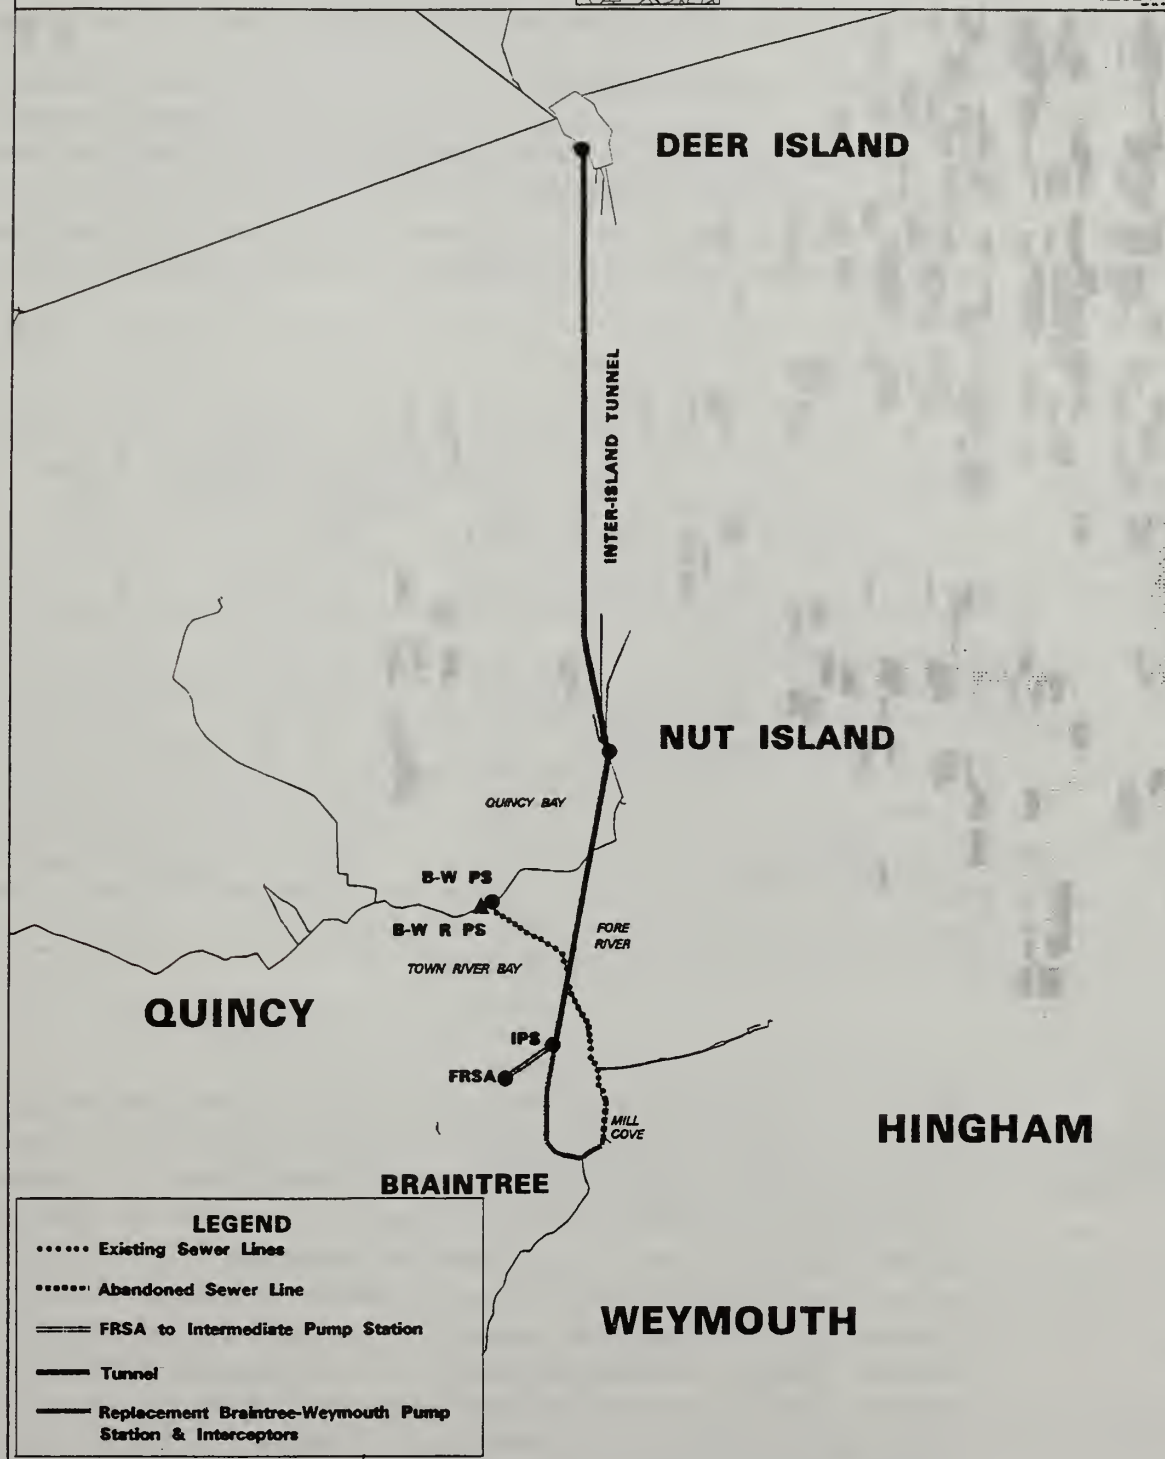 DEER ISLAND
INTER-ISLAND TUNNEL
NUT ISLAND
QUINCY BAY
B-W PS
B-W R PS
FORE
RIVER
TOWN RIVER BAY
QUINCY
IPS
FRSA
MILL
COVE
HINGHAM
BRAINTREE
LEGEND
Existing Sewer Lines
Abandoned Sewer Line
FRSA to Intermediate Pump Station
Tunnel
Replacement Braintree-Weymouth Pump
Station & Interceptors
WEYMOUTH